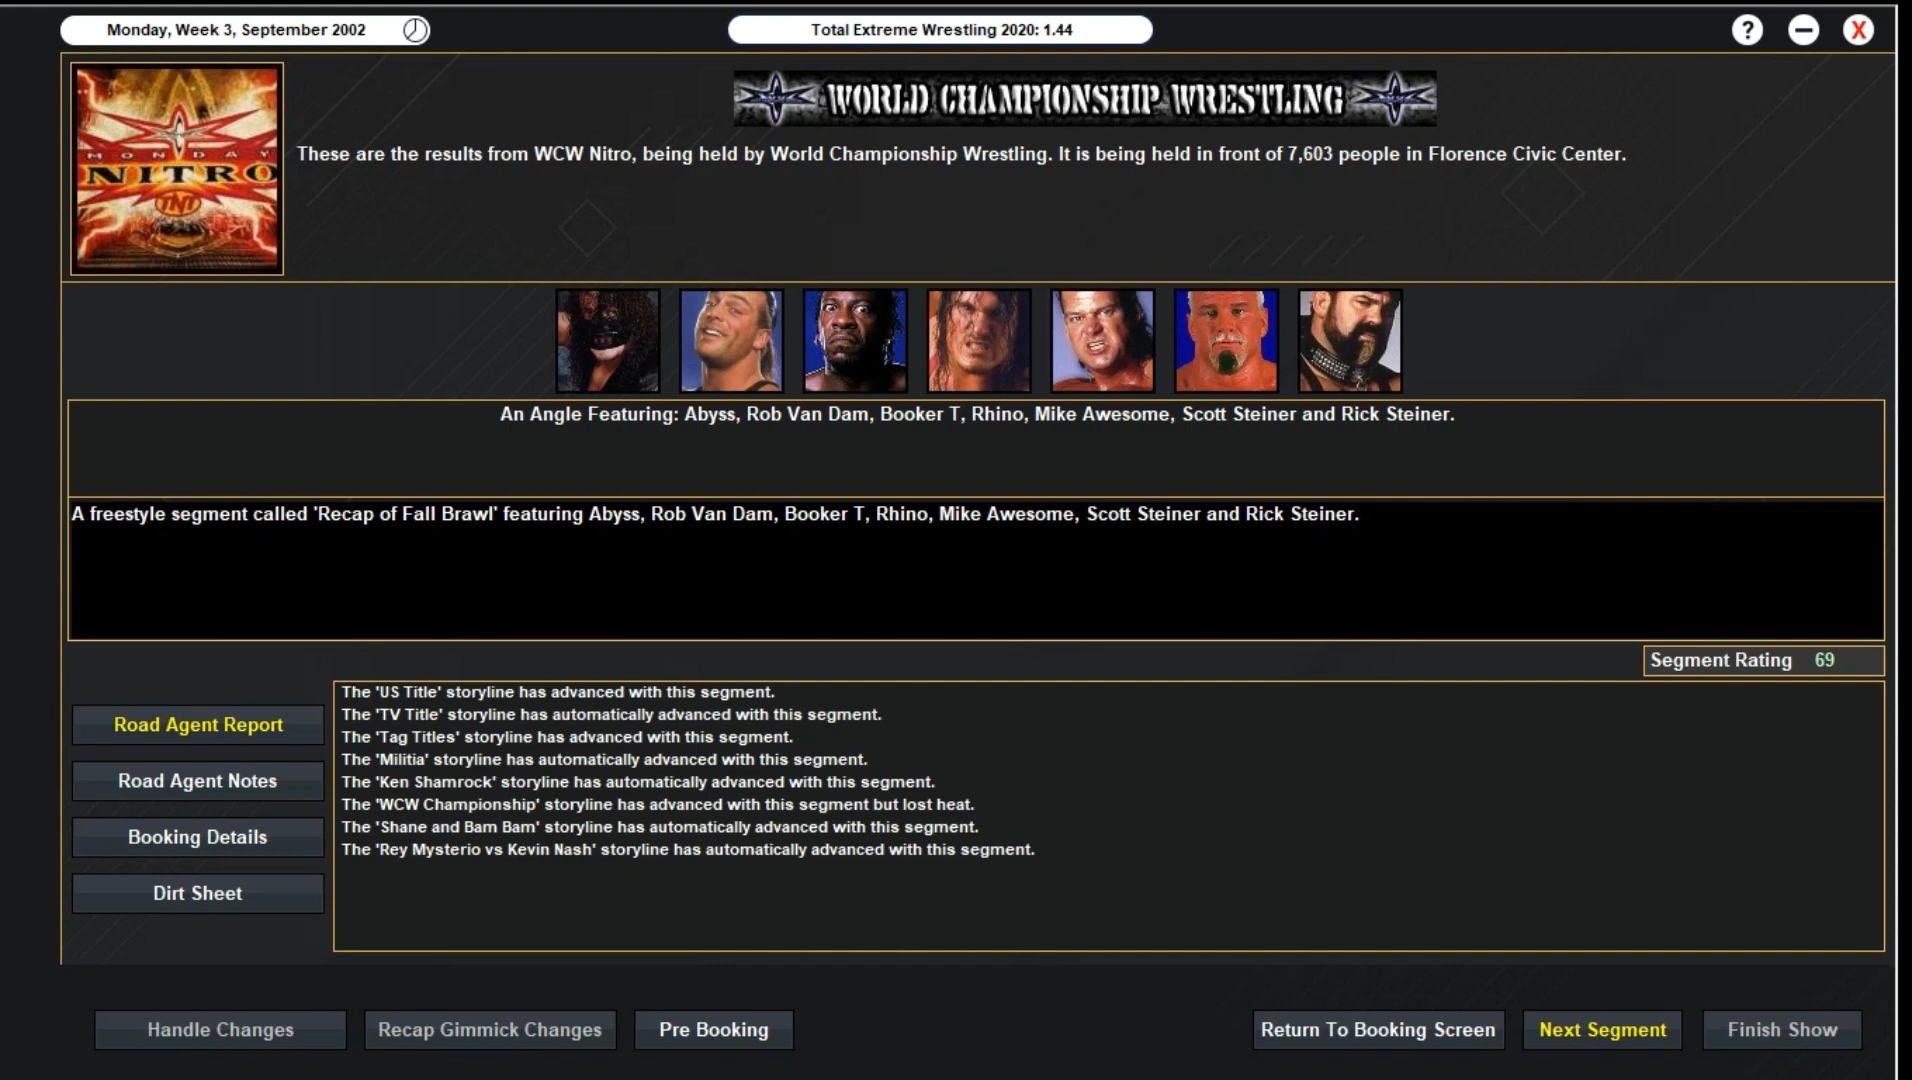 Monday, Week 3, September 2002
Total Extreme Wrestling 2020: 1.44
?
X
WORLD CHAMPIONSHIP WRESTLING
MONDAY
NITRO
TNT
These are the results from WCW Nitro, being held by World Championship Wrestling. It is being held in front of 7,603 people in Florence Civic Center.
An Angle Featuring: Abyss, Rob Van Dam, Booker T, Rhino, Mike Awesome, Scott Steiner and Rick Steiner.
A freestyle segment called 'Recap of Fall Brawl' featuring Abyss, Rob Van Dam, Booker T, Rhino, Mike Awesome, Scott Steiner and Rick Steiner.
Segment Rating 69
Road Agent Report
Road Agent Notes
Booking Details
Dirt Sheet
The 'US Title' storyline has advanced with this segment.
The 'TV Title' storyline has automatically advanced with this segment.
The 'Tag Titles' storyline has advanced with this segment.
The 'Militia' storyline has automatically advanced with this segment.
The 'Ken Shamrock' storyline has automatically advanced with this segment.
The 'WCW Championship' storyline has advanced with this segment but lost heat.
The 'Shane and Bam Bam' storyline has automatically advanced with this segment.
The 'Rey Mysterio vs Kevin Nash' storyline has automatically advanced with this segment.
Handle Changes
Recap Gimmick Changes
Pre Booking
Return To Booking Screen
Next Segment
Finish Show